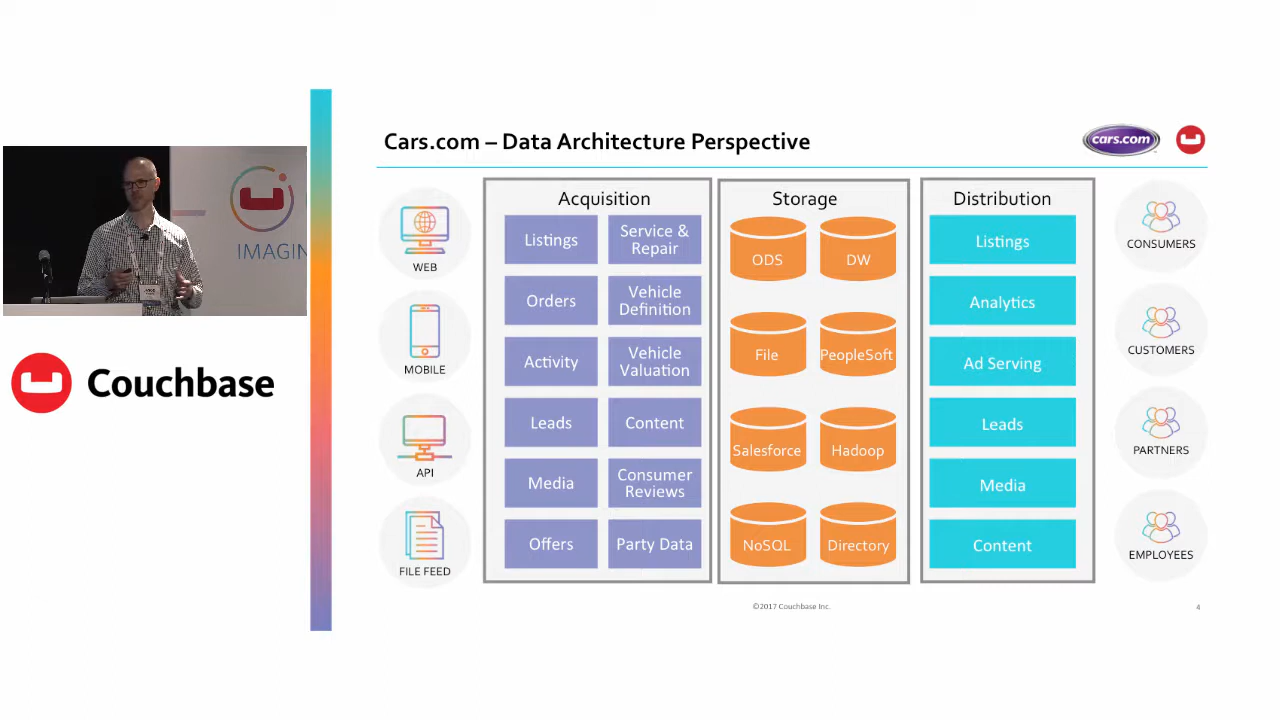 Cars.com – Data Architecture Perspective
cars.com
IMAGIN
Couchbase
WEB
MOBILE
API
FILE FEED
Acquisition
Listings
Service &
Repair
Orders
Vehicle
Definition
Activity
Vehicle
Valuation
Leads
Content
Media
Consumer
Reviews
Offers
Party Data
Storage
ODS
DW
File
PeopleSoft
Salesforce
Hadoop
NoSQL
Directory
Distribution
Listings
Analytics
Ad Serving
Leads
Media
Content
CONSUMERS
CUSTOMERS
PARTNERS
EMPLOYEES
©2017 Couchbase Inc.
4